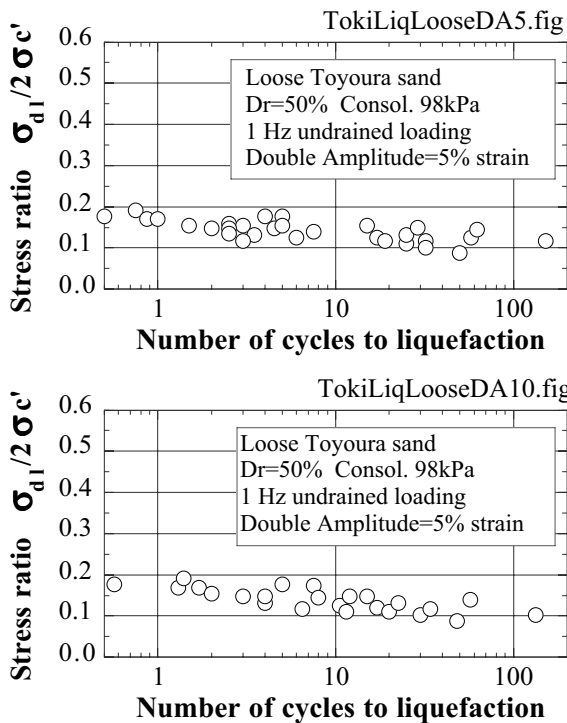 TokiLiqLooseDA5.fig
Stress ratio σd1/2 σc'
0.6
0.5
0.4
0.3
0.2
0.1
0.0
Loose Toyoura sand
Dr=50% Consol. 98kPa
1 Hz undrained loading
Double Amplitude=5% strain
1 10 100
Number of cycles to liquefaction
TokiLiqLooseDA10.fig
Stress ratio σd1/2 σc'
0.6
0.5
0.4
0.3
0.2
0.1
0.0
Loose Toyoura sand
Dr=50% Consol. 98kPa
1 Hz undrained loading
Double Amplitude=5% strain
1 10 100
Number of cycles to liquefaction